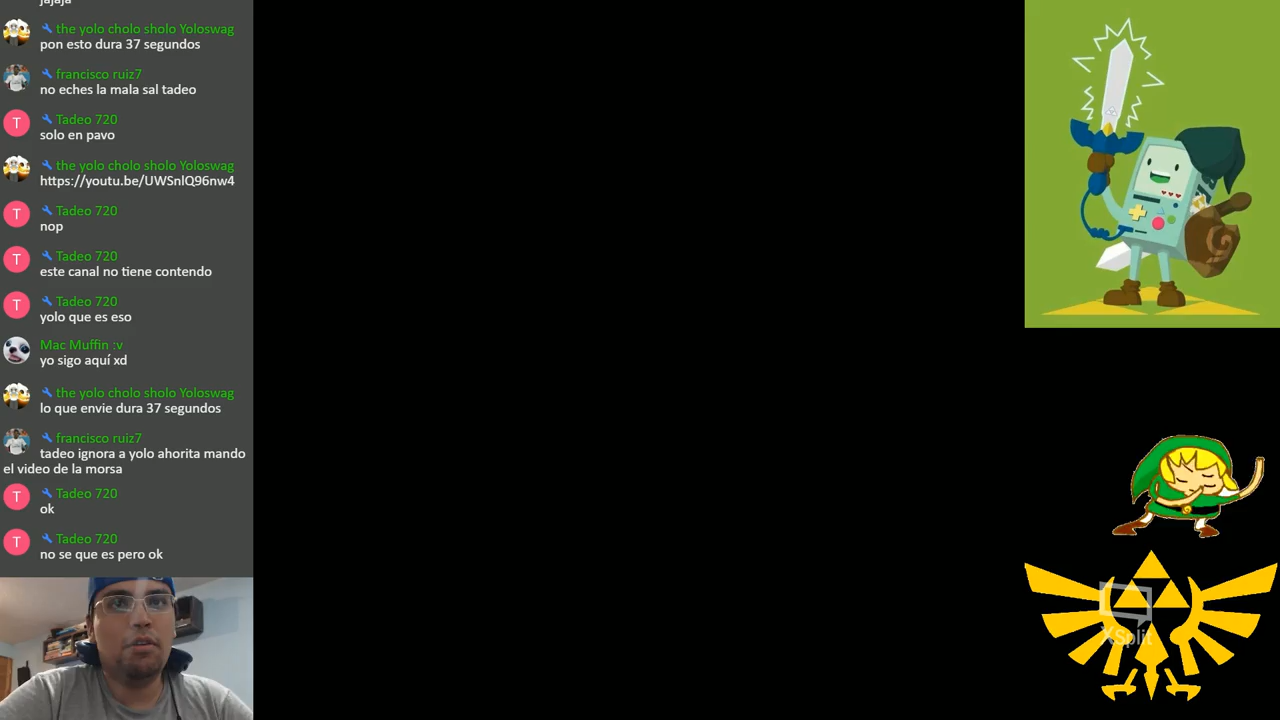 jajaja
the yolo cholo sholo Yoloswag
pon esto dura 37 segundos
francisco ruiz7
no eches la mala sal tadeo
T
Tadeo 720
solo en pavo
the yolo cholo sholo Yoloswag
https://youtu.be/UWSnlQ96nw4
T
Tadeo 720
nop
T
Tadeo 720
este canal no tiene contendo
T
Tadeo 720
yolo que es eso
Mac Muffin :v
yo sigo aquí xd
the yolo cholo sholo Yoloswag
lo que envie dura 37 segundos
francisco ruiz7
tadeo ignora a yolo ahorita mando
el video de la morsa
T
Tadeo 720
ok
T
Tadeo 720
no se que es pero ok
XSplit